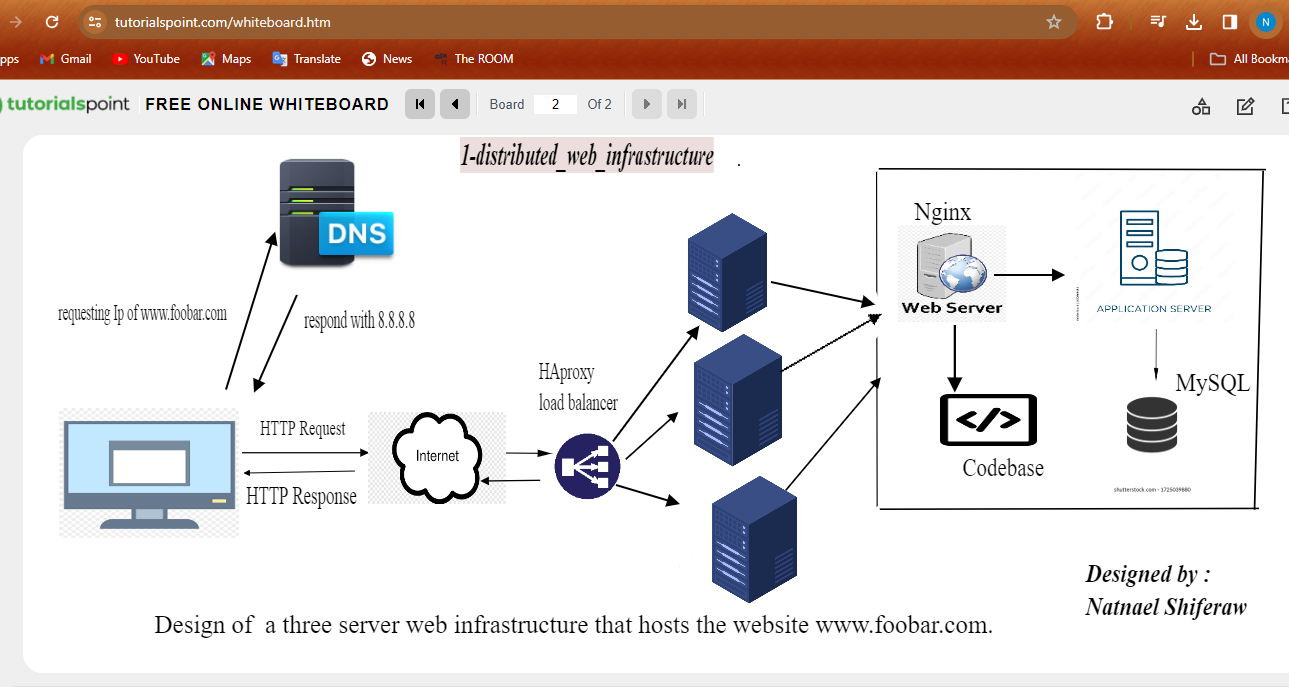 tutorialspoint.com/whiteboard.htm
N
pps
Gmail
YouTube
Maps
Translate
News
The ROOM
All Bookma
tutorialspoint
FREE ONLINE WHITEBOARD
Board 2 Of 2
1-distributed_web_infrastructure .
DNS
requesting Ip of www.foobar.com
respond with 8.8.8.8
HTTP Request
HTTP Response
Internet
HAproxy
load balancer
Nginx
Web Server
APPLICATION SERVER
MySQL
</>
Codebase
shutterstock.com · 1725039880
Designed by :
Natnael Shiferaw
Design of a three server web infrastructure that hosts the website www.foobar.com.